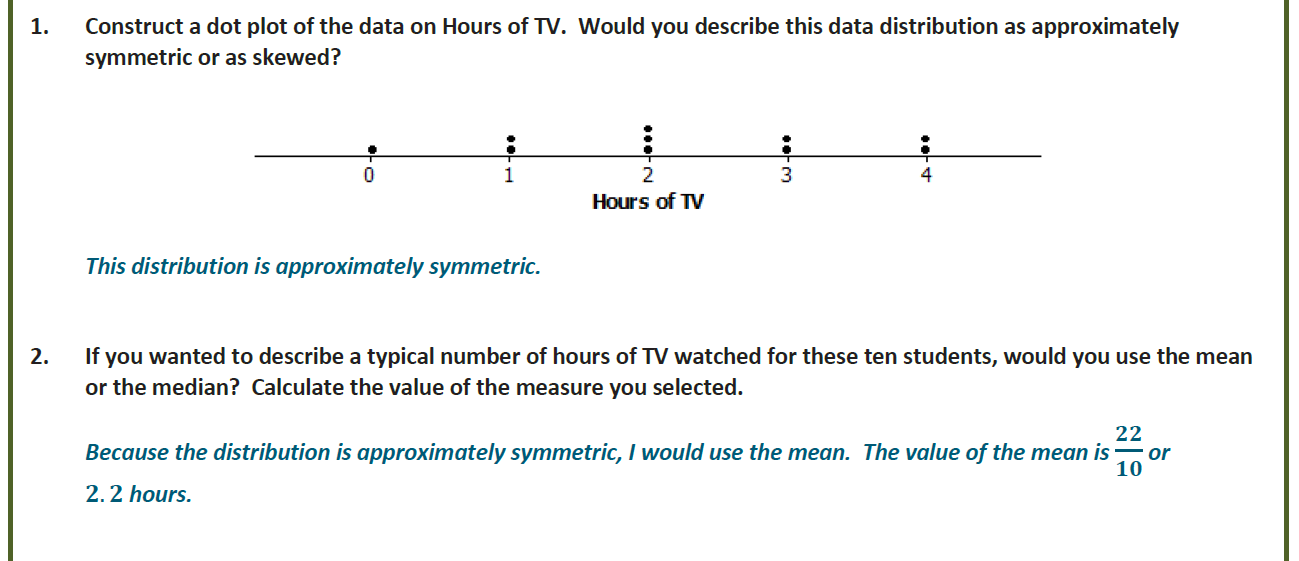 1. Construct a dot plot of the data on Hours of TV. Would you describe this data distribution as approximately
symmetric or as skewed?
0 1 2 3 4
Hours of TV
This distribution is approximately symmetric.
2. If you wanted to describe a typical number of hours of TV watched for these ten students, would you use the mean
or the median? Calculate the value of the measure you selected.
Because the distribution is approximately symmetric, I would use the mean. The value of the mean is 22/10 or
2.2 hours.